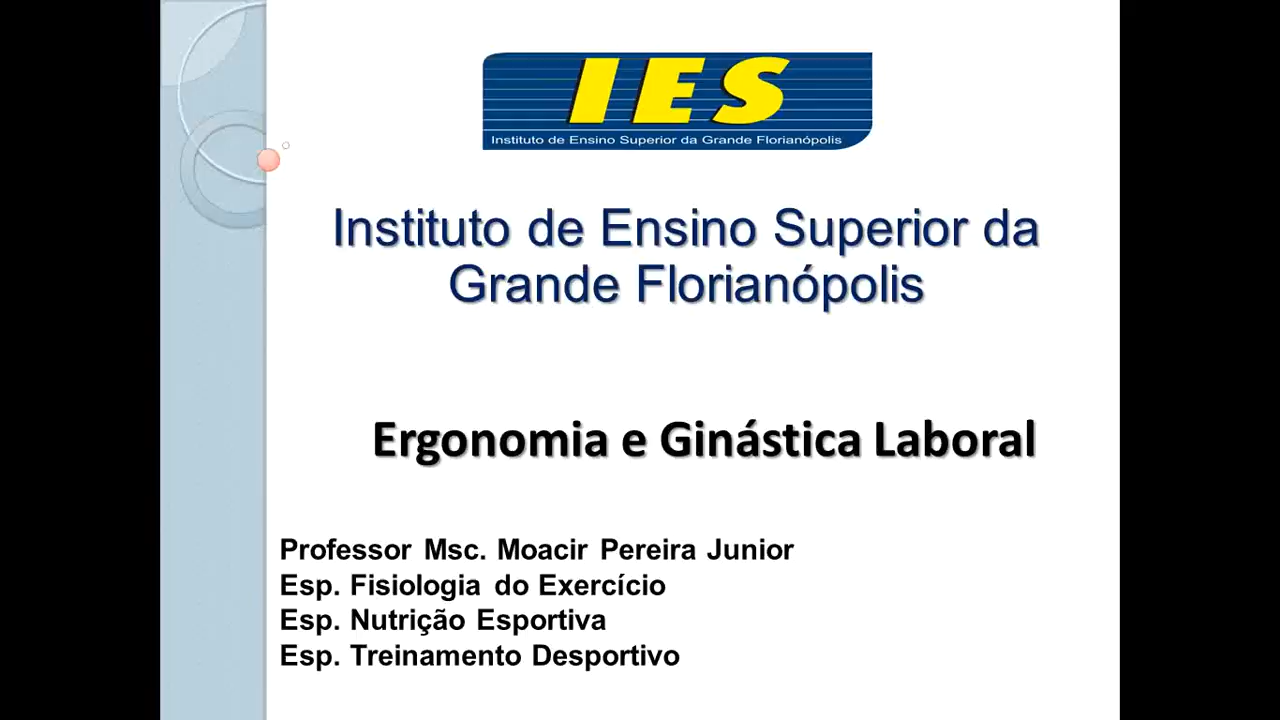 IES
Instituto de Ensino Superior da Grande Florianópolis
Instituto de Ensino Superior da
Grande Florianópolis
Ergonomia e Ginástica Laboral
Professor Msc. Moacir Pereira Junior
Esp. Fisiologia do Exercício
Esp. Nutrição Esportiva
Esp. Treinamento Desportivo